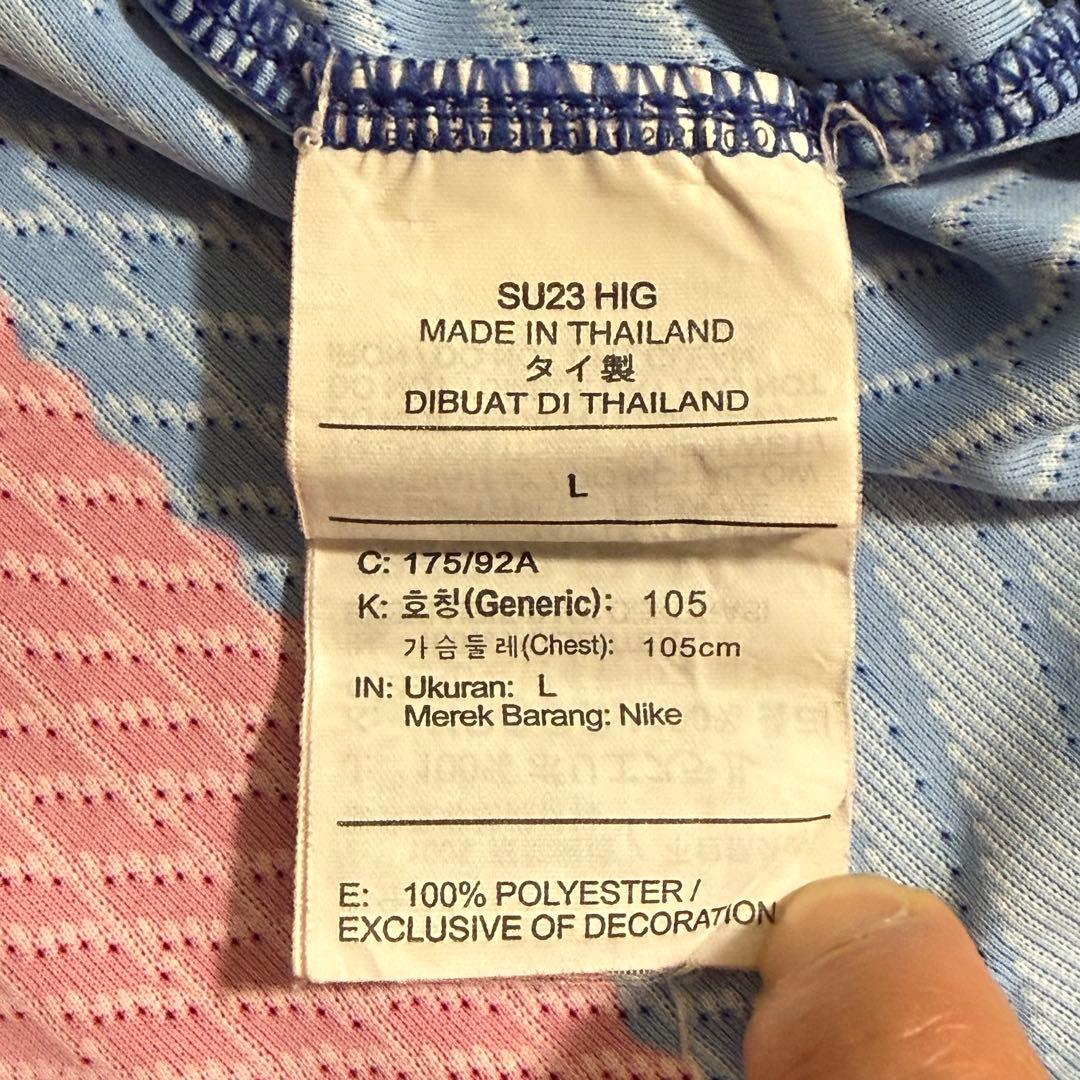 SU23 HIG
MADE IN THAILAND
タイ製
DIBUAT DI THAILAND
L
C: 175/92A
K: 호칭(Generic): 105
가슴둘레(Chest): 105cm
IN: Ukuran: L
Merek Barang: Nike
E: 100% POLYESTER /
EXCLUSIVE OF DECORATION